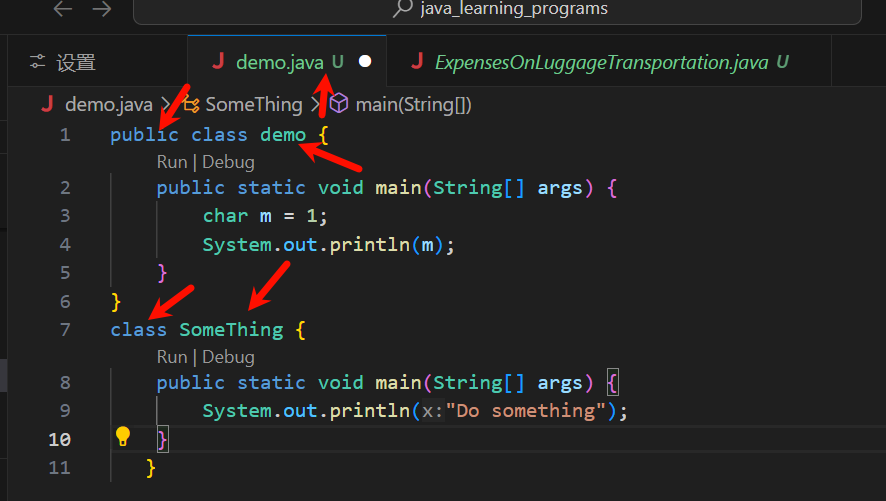 java_learning_programs
设置
demo.java U
ExpensesOnLuggageTransportation.java U
demo.java > SomeThing > main(String[])
1 public class demo {
Run | Debug
2 public static void main(String[] args) {
3 char m = 1;
4 System.out.println(m);
5 }
6 }
7 class SomeThing {
Run | Debug
8 public static void main(String[] args) {
9 System.out.println(x:"Do something");
10 }
11 }